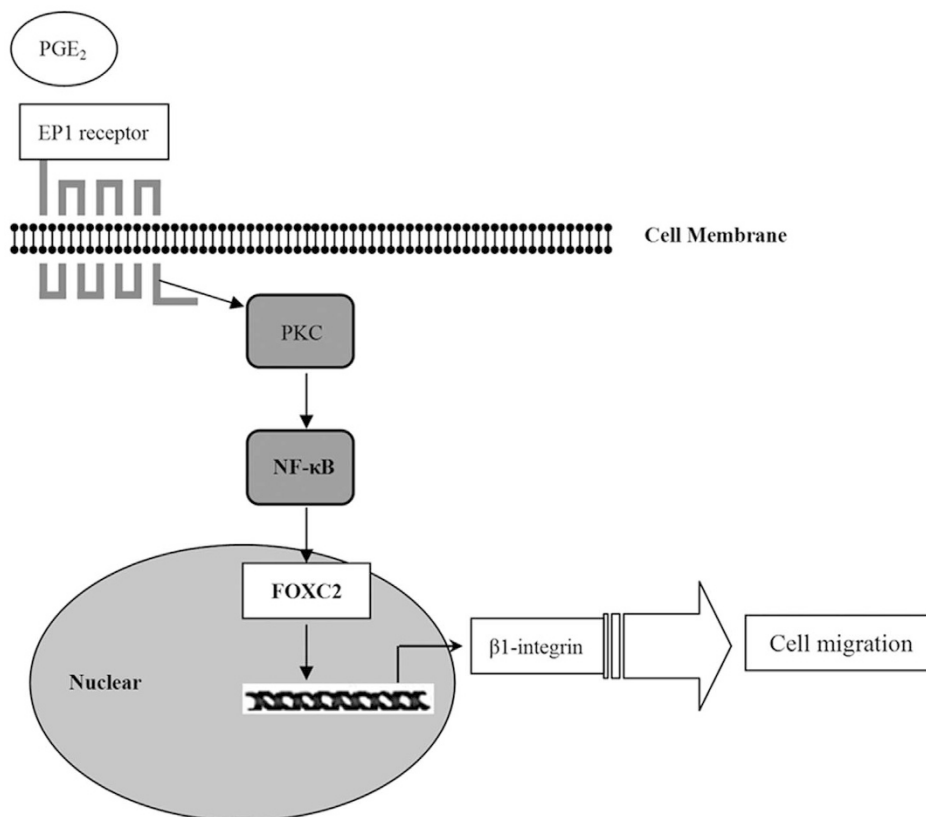 PGE₂
EP1 receptor
Cell Membrane
PKC
NF-κB
FOXC2
β1-integrin
Cell migration
Nuclear